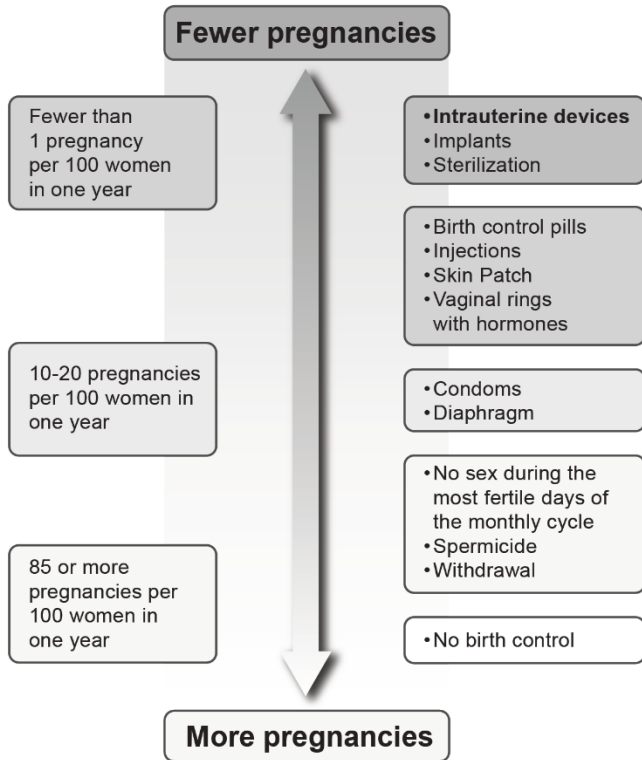 Fewer pregnancies
Fewer than
1 pregnancy
per 100 women
in one year
• Intrauterine devices
• Implants
• Sterilization
• Birth control pills
• Injections
• Skin Patch
• Vaginal rings
with hormones
10-20 pregnancies
per 100 women in
one year
• Condoms
• Diaphragm
• No sex during the
most fertile days of
the monthly cycle
• Spermicide
• Withdrawal
85 or more
pregnancies per
100 women in
one year
• No birth control
More pregnancies